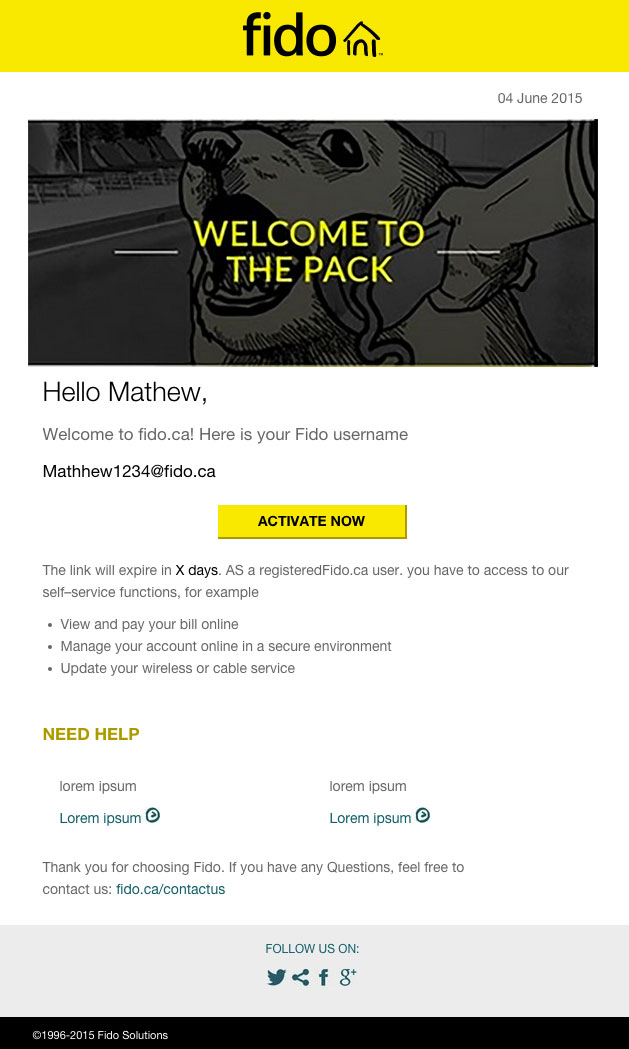 fido
04 June 2015
WELCOME TO
THE PACK
Hello Mathew,
Welcome to fido.ca! Here is your Fido username
Mathhew1234@fido.ca
ACTIVATE NOW
The link will expire in X days. AS a registeredFido.ca user. you have to access to our
self–service functions, for example
• View and pay your bill online
• Manage your account online in a secure environment
• Update your wireless or cable service
NEED HELP
lorem ipsum
Lorem ipsum
lorem ipsum
Lorem ipsum
Thank you for choosing Fido. If you have any Questions, feel free to
contact us: fido.ca/contactus
FOLLOW US ON:
©1996-2015 Fido Solutions